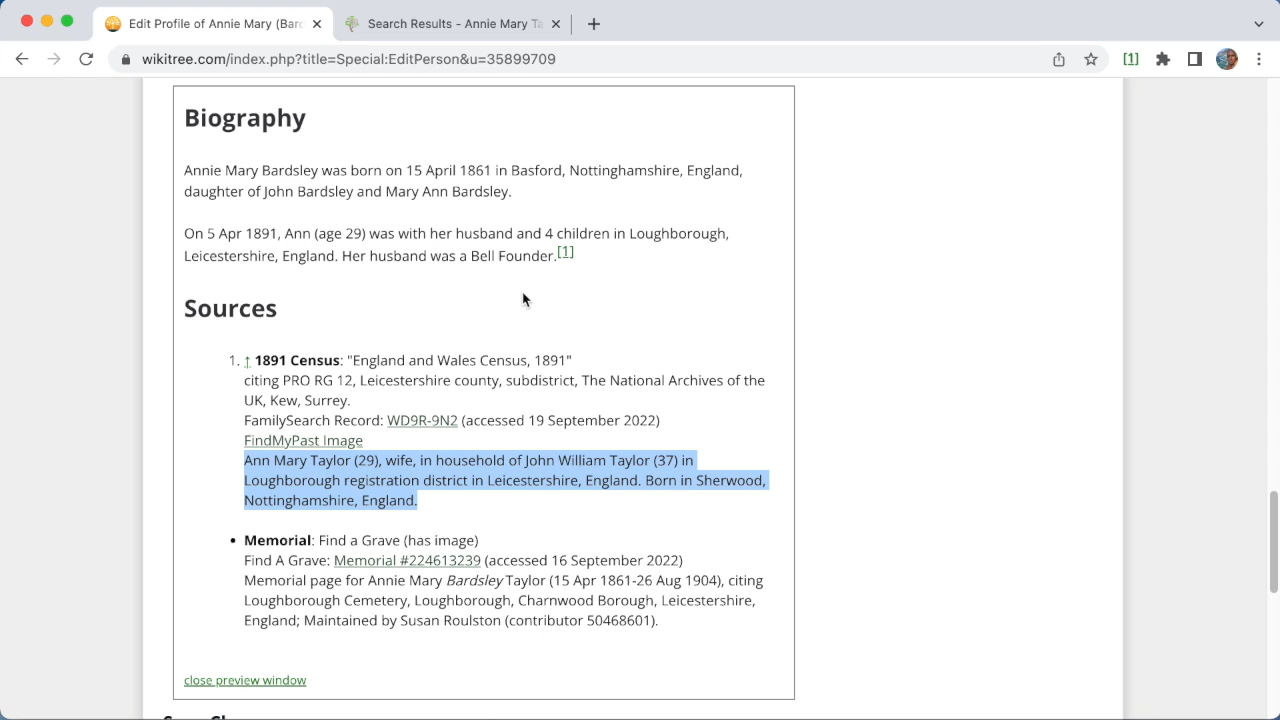 Edit Profile of Annie Mary (Bard
Search Results - Annie Mary Ta
wikitree.com/index.php?title=Special:EditPerson&u=35899709
[1]
Biography
Annie Mary Bardsley was born on 15 April 1861 in Basford, Nottinghamshire, England,
daughter of John Bardsley and Mary Ann Bardsley.
On 5 Apr 1891, Ann (age 29) was with her husband and 4 children in Loughborough,
Leicestershire, England. Her husband was a Bell Founder.[1]
Sources
1. ↑ 1891 Census: "England and Wales Census, 1891"
citing PRO RG 12, Leicestershire county, subdistrict, The National Archives of the
UK, Kew, Surrey.
FamilySearch Record: WD9R-9N2 (accessed 19 September 2022)
FindMyPast Image
Ann Mary Taylor (29), wife, in household of John William Taylor (37) in
Loughborough registration district in Leicestershire, England. Born in Sherwood,
Nottinghamshire, England.
• Memorial: Find a Grave (has image)
Find A Grave: Memorial #224613239 (accessed 16 September 2022)
Memorial page for Annie Mary Bardsley Taylor (15 Apr 1861-26 Aug 1904), citing
Loughborough Cemetery, Loughborough, Charnwood Borough, Leicestershire,
England; Maintained by Susan Roulston (contributor 50468601).
close preview window